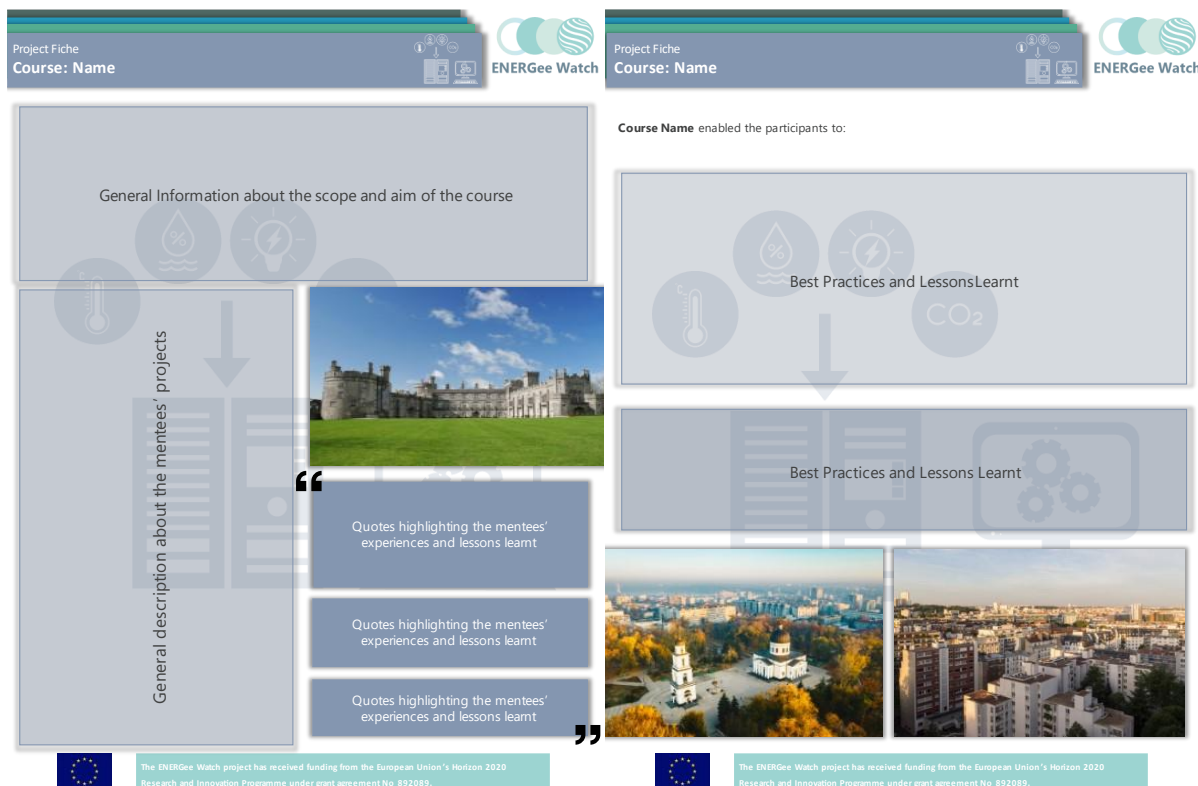 Project Fiche
Course: Name
ENERGee Watch
General Information about the scope and aim of the course
General description about the mentees’ projects
“
Quotes highlighting the mentees’
experiences and lessons learnt
Quotes highlighting the mentees’
experiences and lessons learnt
Quotes highlighting the mentees’
experiences and lessons learnt
”
The ENERGee Watch project has received funding from the European Union’s Horizon 2020
Research and Innovation Programme under grant agreement No 892089.
Project Fiche
Course: Name
ENERGee Watch
Course Name enabled the participants to:
Best Practices and LessonsLearnt
CO₂
Best Practices and Lessons Learnt
The ENERGee Watch project has received funding from the European Union’s Horizon 2020
Research and Innovation Programme under grant agreement No 892089.